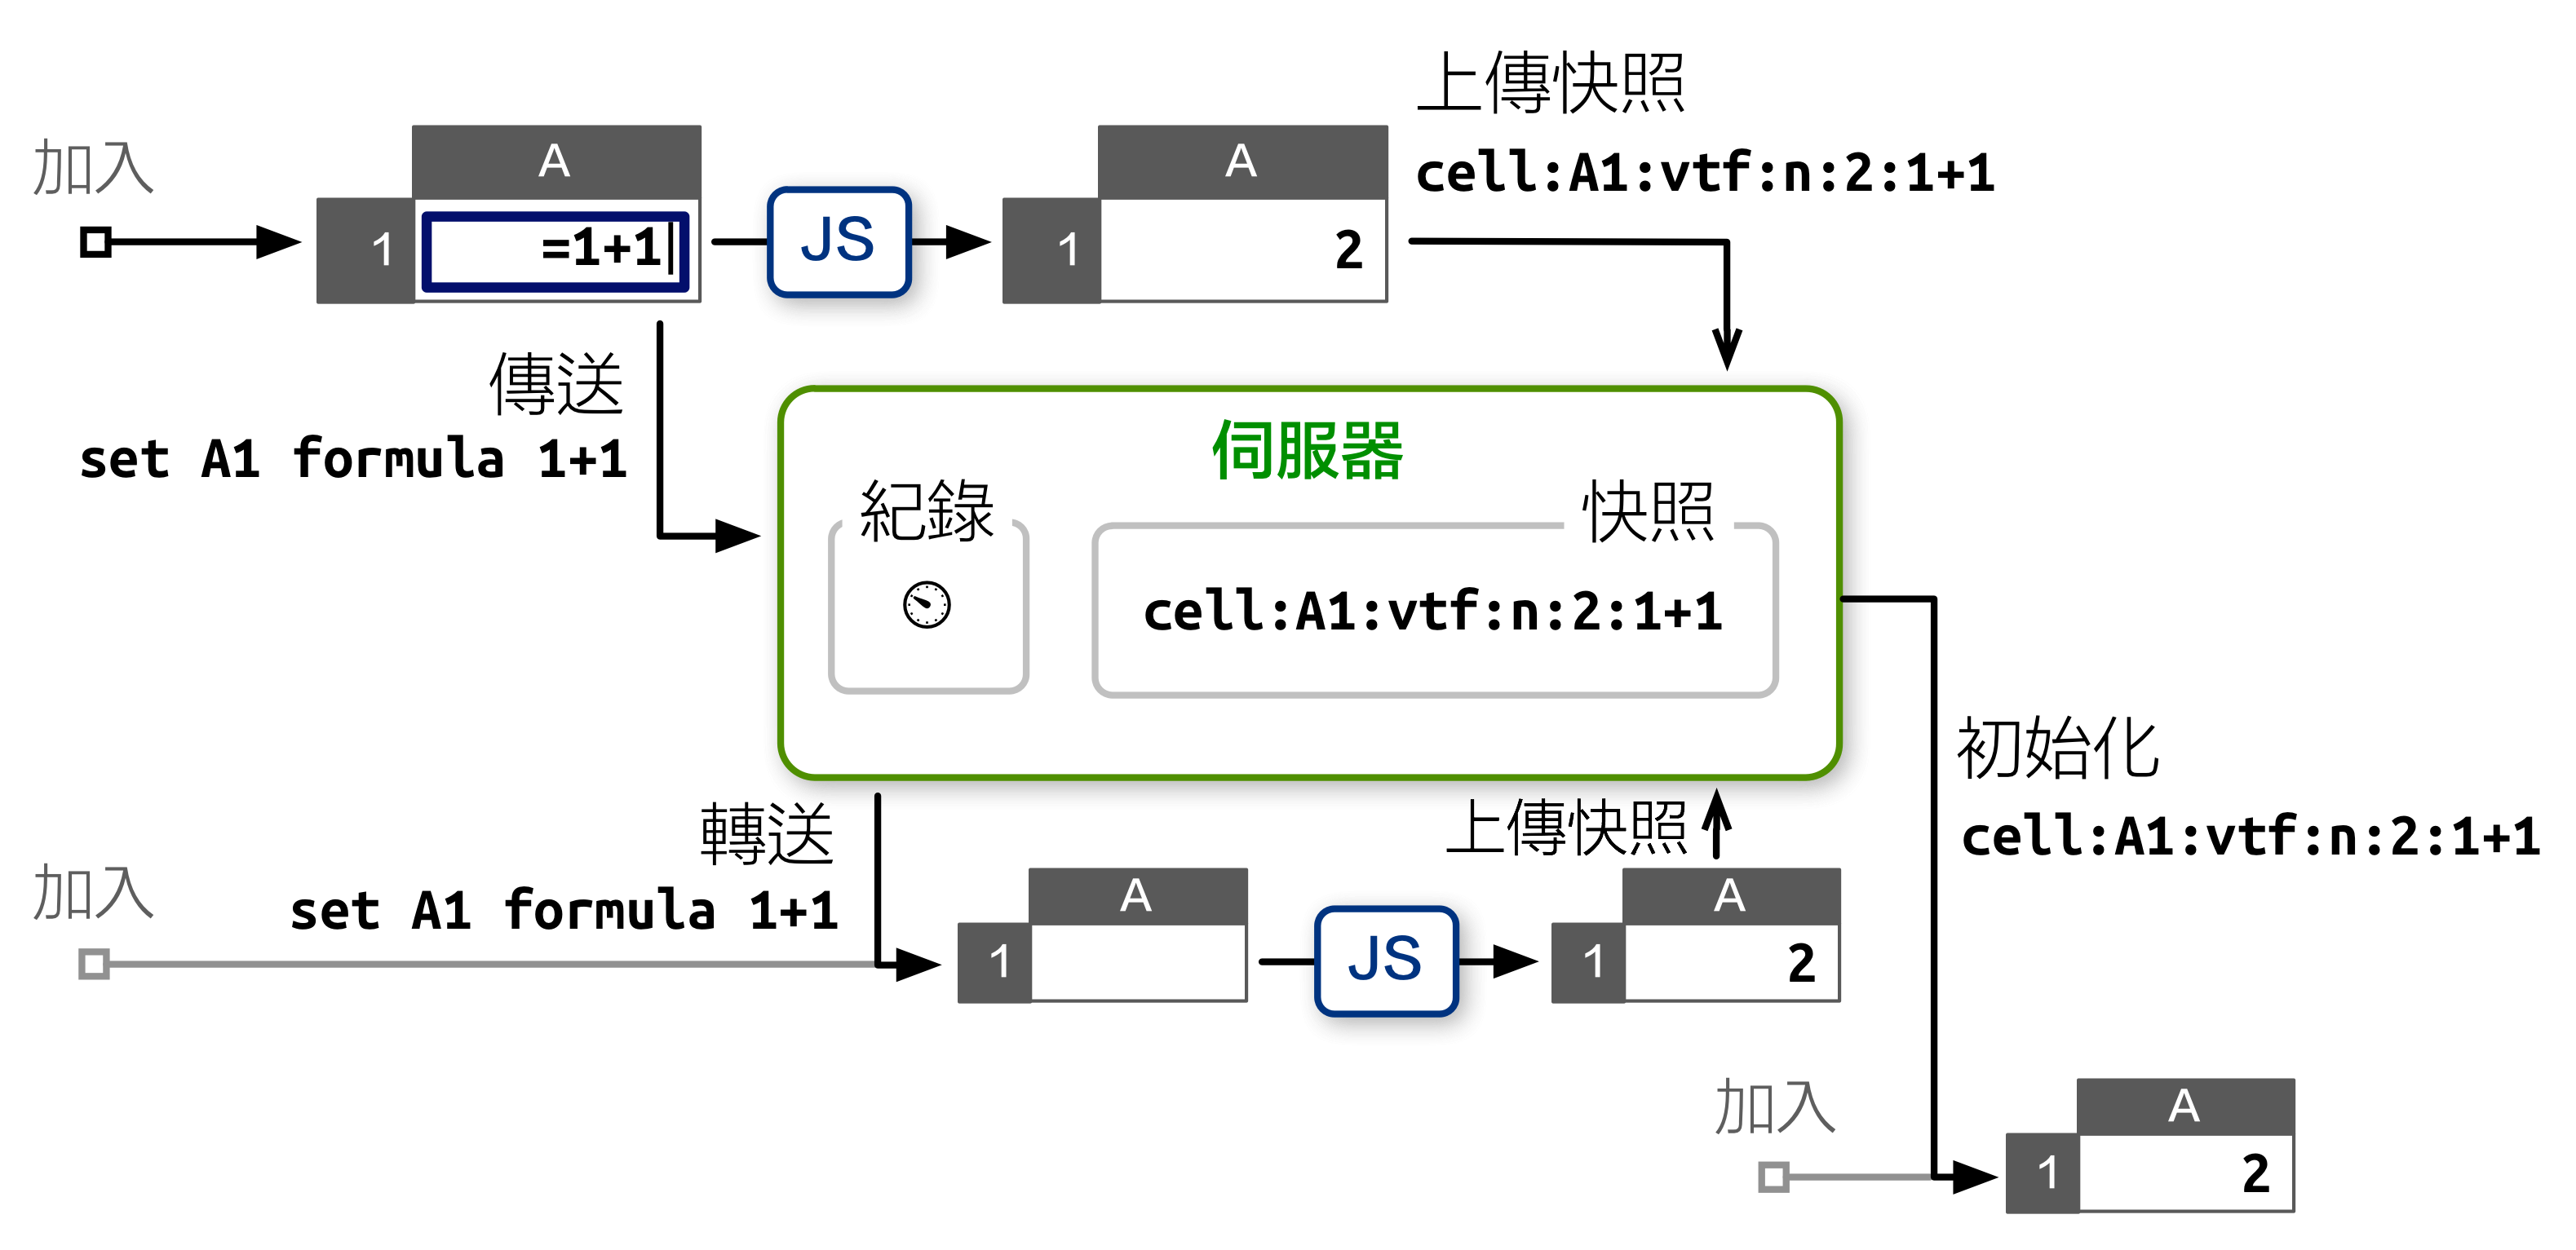 上傳快照
cell:A1:vtf:n:2:1+1
加入
A
1
=1+1
JS
A
1
2
傳送
set A1 formula 1+1
伺服器
紀錄
快照
cell:A1:vtf:n:2:1+1
初始化
cell:A1:vtf:n:2:1+1
轉送
set A1 formula 1+1
上傳快照
加入
A
1
JS
A
1
2
加入
A
1
2